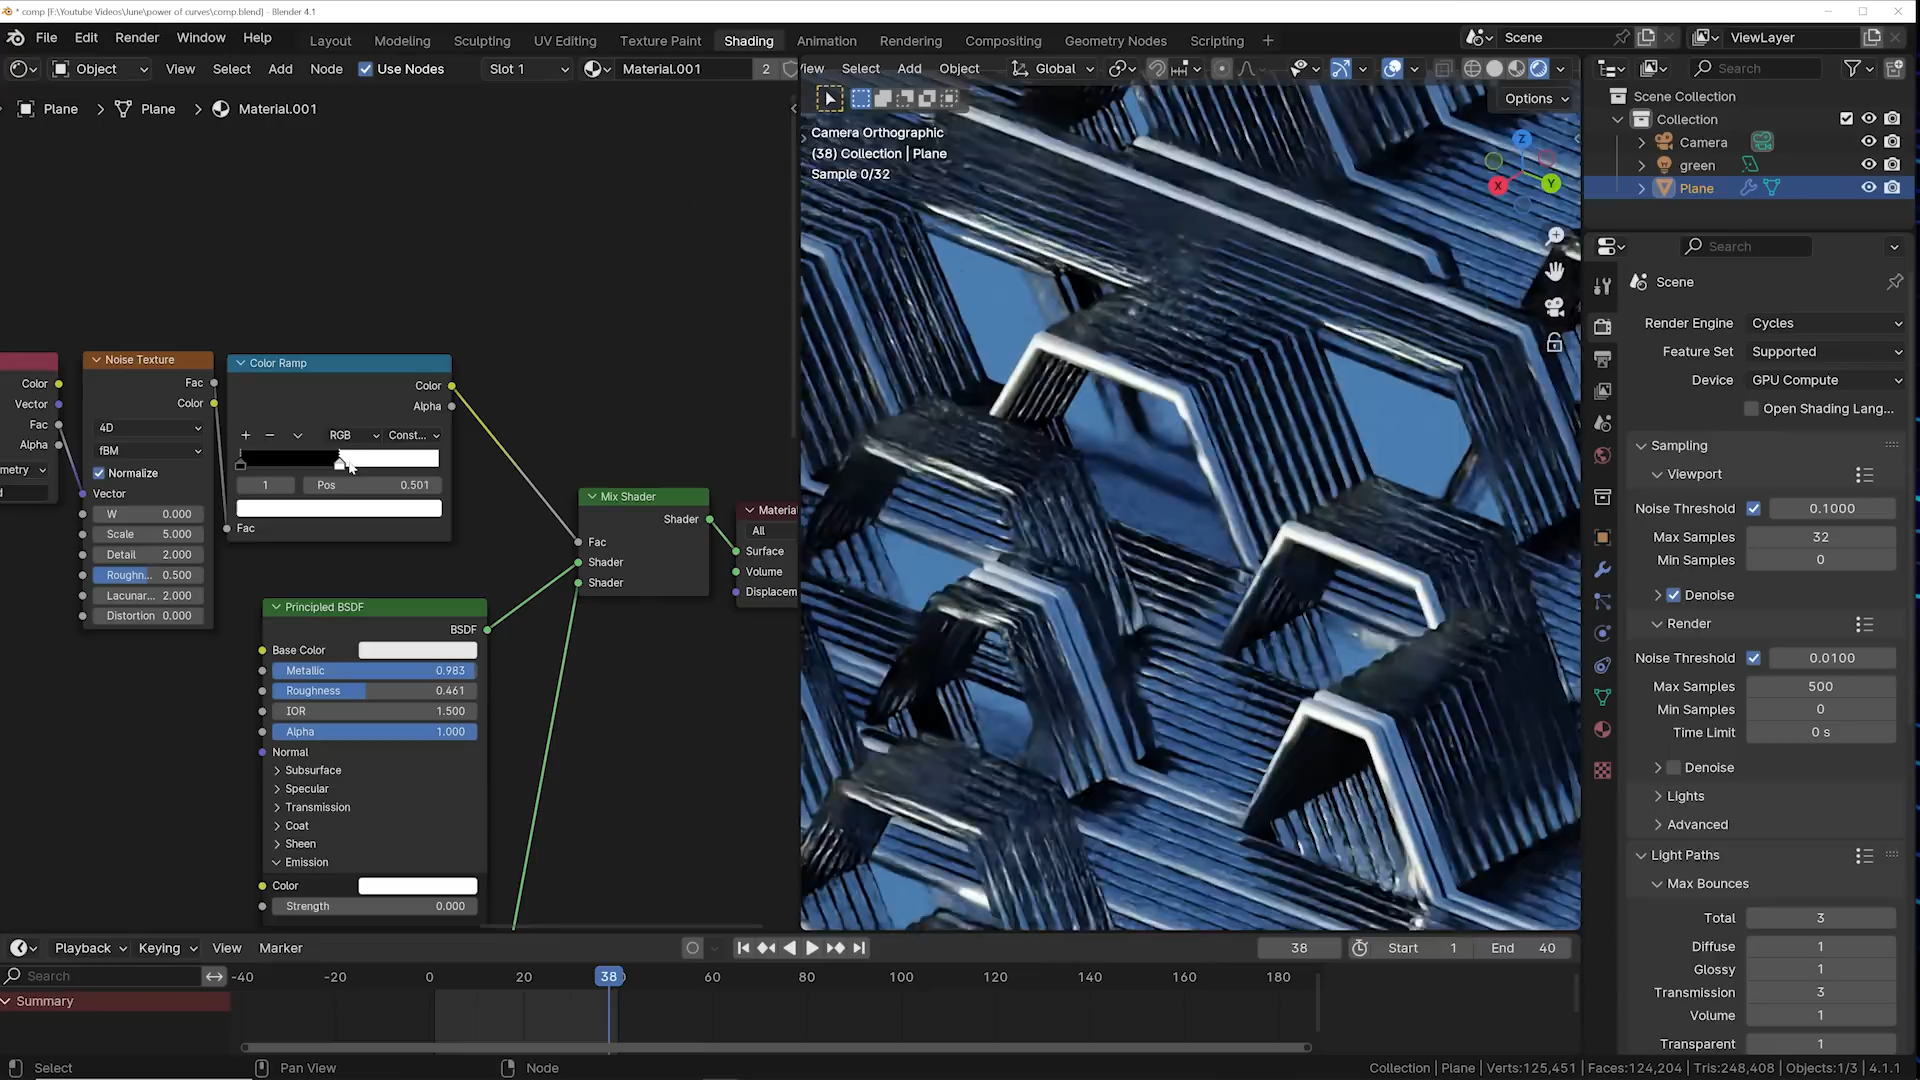 * comp [F:\Youtube Videos\June\power of curves\comp.blend] - Blender 4.1
File Edit Render Window Help Layout Modeling Sculpting UV Editing Texture Paint Shading Animation Rendering Compositing Geometry Nodes Scripting + Scene ViewLayer
Object View Select Add Node Use Nodes Slot 1 Material.001 2 iew Select Add Object Global Search
Options
Plane > Plane > Material.001
Scene Collection
Collection
Camera
green
Plane
Camera Orthographic
(38) Collection | Plane
Sample 0/32
Z
X
Y
Noise Texture
Fac
Color
4D
fBM
Normalize
Vector
W 0.000
Scale 5.000
Detail 2.000
Roughn... 0.500
Lacunar... 2.000
Distortion 0.000
Color
Vector
Fac
Alpha
metry
d
Color Ramp
Color
Alpha
+ − RGB Const...
1 Pos 0.501
Fac
Mix Shader
Shader
Fac
Shader
Shader
Material
All
Surface
Volume
Displacem
Principled BSDF
BSDF
Base Color
Metallic 0.983
Roughness 0.461
IOR 1.500
Alpha 1.000
Normal
Subsurface
Specular
Transmission
Coat
Sheen
Emission
Color
Strength 0.000
Search
Scene
Render Engine Cycles
Feature Set Supported
Device GPU Compute
Open Shading Lang...
Sampling
Viewport
Noise Threshold 0.1000
Max Samples 32
Min Samples 0
Denoise
Render
Noise Threshold 0.0100
Max Samples 500
Min Samples 0
Time Limit 0 s
Denoise
Lights
Advanced
Light Paths
Max Bounces
Total 3
Diffuse 1
Glossy 1
Transmission 3
Volume 1
Transparent 1
Playback Keying View Marker 38 Start 1 End 40
Search -40 -20 0 20 38 60 80 100 120 140 160 180
Summary
Select Pan View Node Collection | Plane | Verts:125,451 | Faces:124,204 | Tris:248,408 | Objects:1/3 | 4.1.1